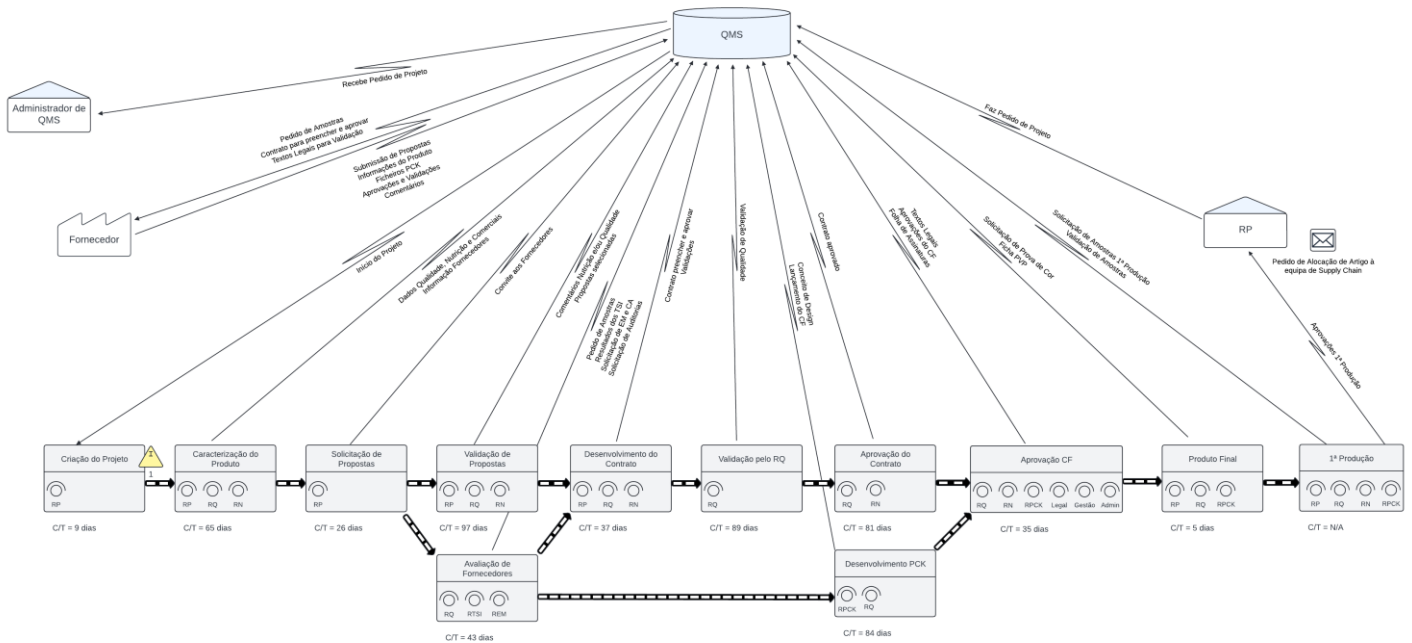 QMS
Recebe Pedido de Projeto
Administrador de
QMS
Pedido de Amostras
Contrato para preencher e aprovar
Textos Legais para Validação
Submissão de Propostas
Informações do Produto
Ficheiros PCK
Aprovações e Validações
Comentários
Fornecedor
Faz Pedido de Projeto
RP
Pedido de Alocação de Artigo à
equipa de Supply Chain
Início do Projeto
Dados Qualidade, Nutrição e Comerciais
Informação Fornecedores
Convite aos Fornecedores
Comentários Nutrição e/ou Qualidade
Propostas selecionadas
Pedido de Amostras
Resultados dos TSI
Solicitação de EM e CA
Solicitação de Auditorias
Contrato preencher e aprovar
Validações
Validação de Qualidade
Conceito de Design
Lançamento do CF
Contrato aprovado
Textos Legais
Aprovações do CF
Folha de Assinaturas
Solicitação de Prova de Cor
Ficha PVP
Solicitação de Amostras 1ª Produção
Validação de Amostras
Aprovações 1ª Produção
Criação do Projeto
RP
C/T = 9 dias
I
1
Caracterização do
Produto
RP RQ RN
C/T = 65 dias
Solicitação de
Propostas
RP
C/T = 26 dias
Validação de
Propostas
RP RQ RN
C/T = 97 dias
Desenvolvimento do
Contrato
RP RQ RN
C/T = 37 dias
Validação pelo RQ
RQ
C/T = 89 dias
Aprovação do
Contrato
RQ RN
C/T = 81 dias
Aprovação CF
RQ RN RPCK Legal Gestão Admin
C/T = 35 dias
Produto Final
RP RQ RPCK
C/T = 5 dias
1ª Produção
RP RQ RN RPCK
C/T = N/A
Avaliação de
Fornecedores
RQ RTSI REM
C/T = 43 dias
Desenvolvimento PCK
RPCK RQ
C/T = 84 dias